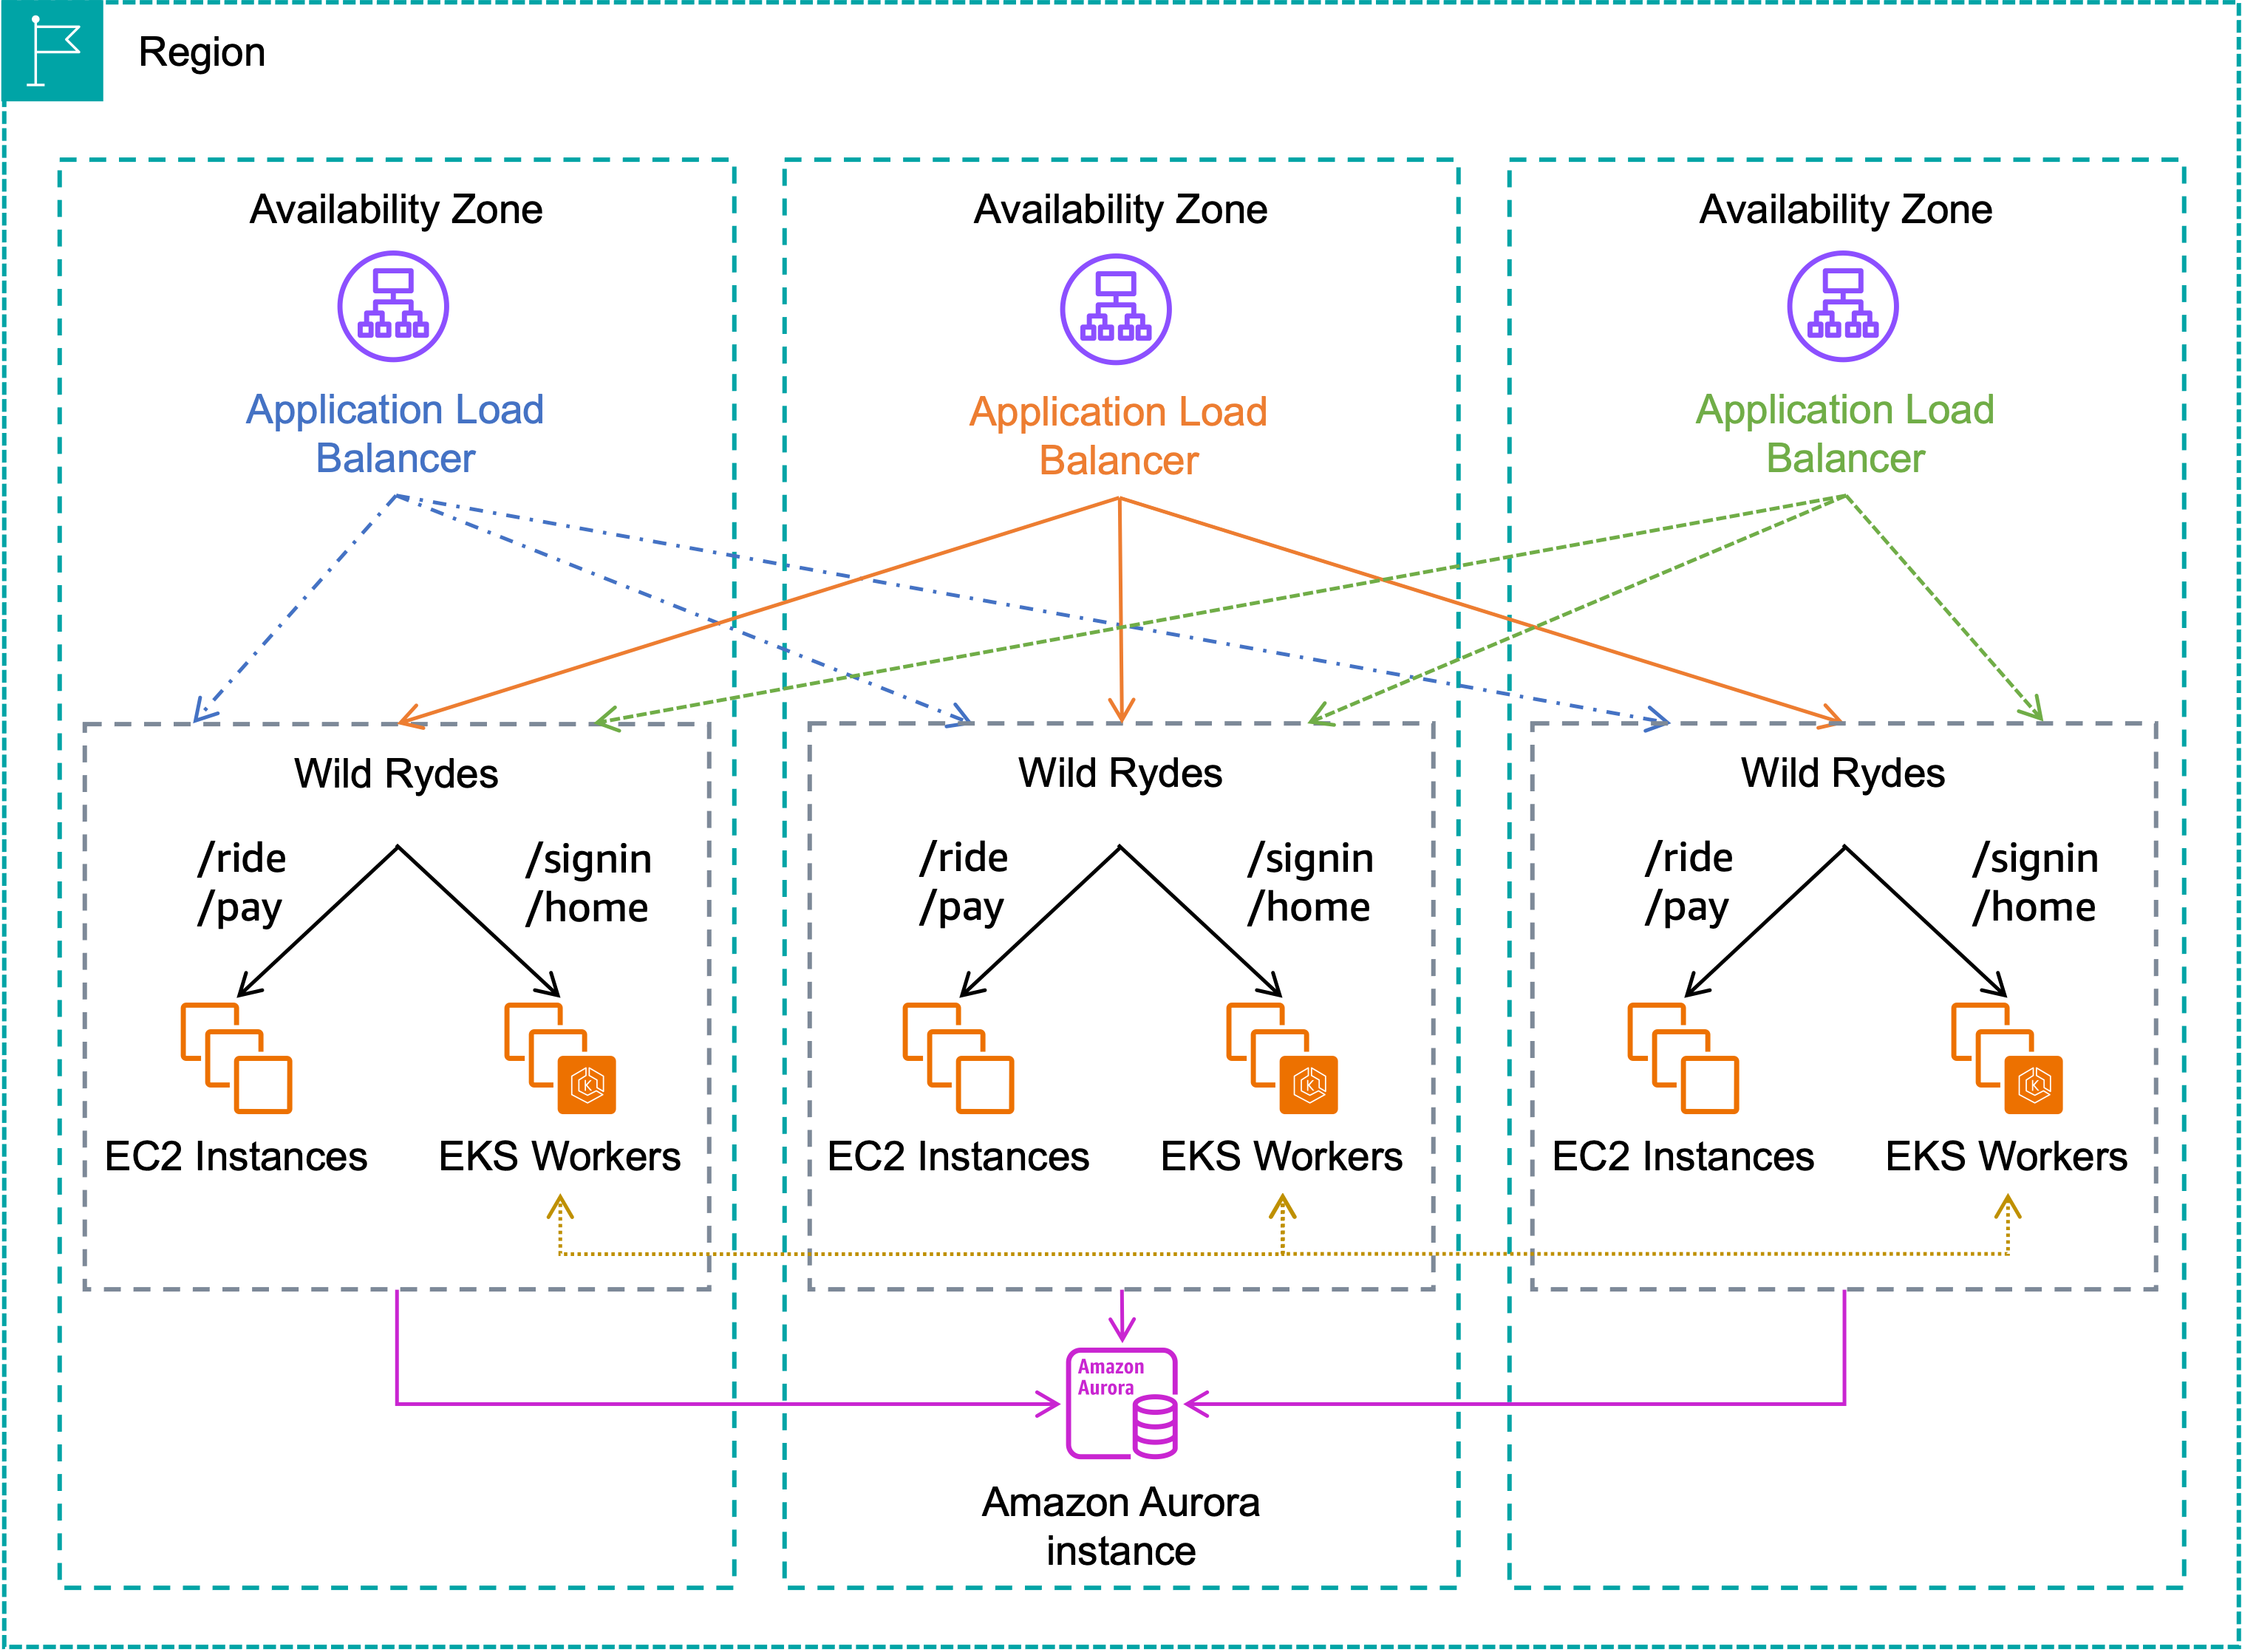 Region
Availability Zone
Application Load
Balancer
Availability Zone
Application Load
Balancer
Availability Zone
Application Load
Balancer
Wild Rydes
/ride
/pay
/signin
/home
EC2 Instances
EKS Workers
Wild Rydes
/ride
/pay
/signin
/home
EC2 Instances
EKS Workers
Wild Rydes
/ride
/pay
/signin
/home
EC2 Instances
EKS Workers
Amazon
Aurora
Amazon Aurora
instance